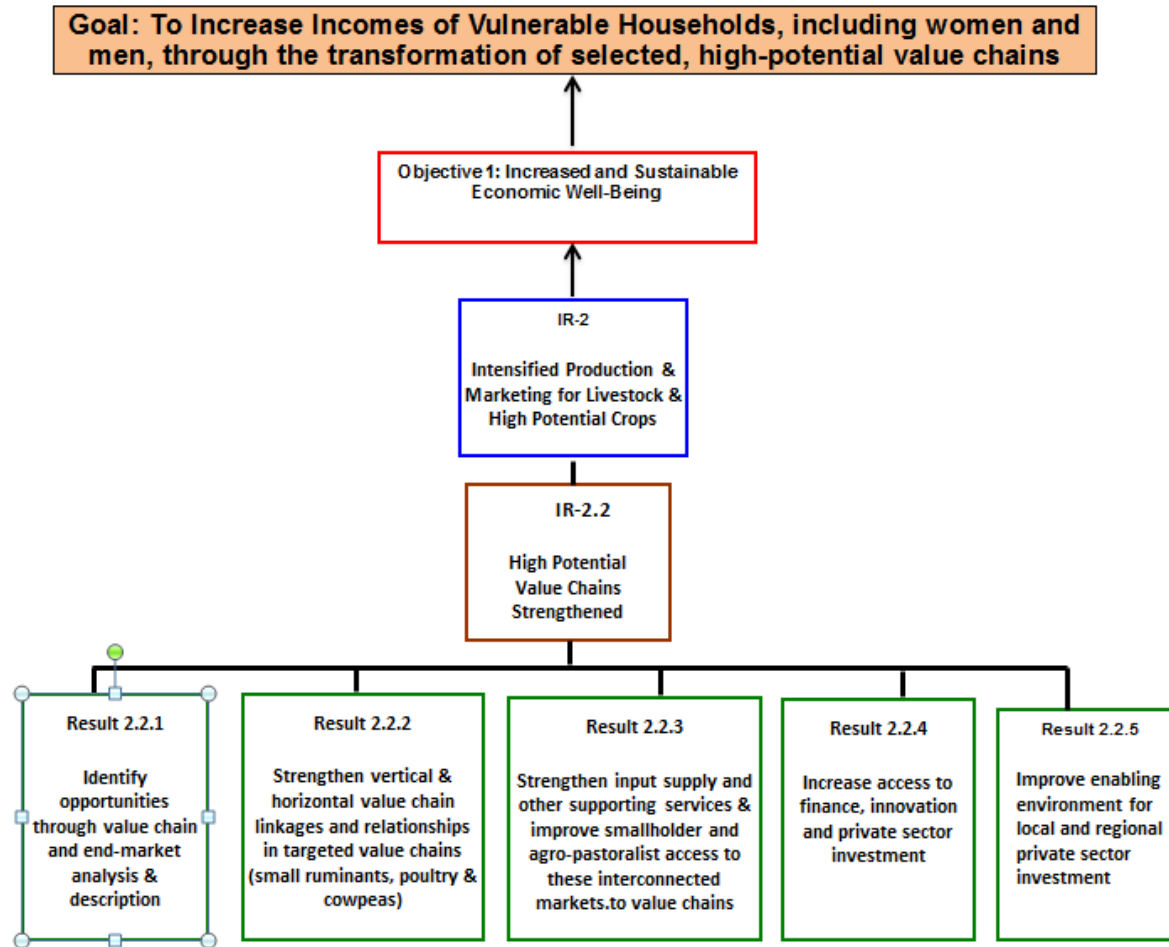 Goal: To Increase Incomes of Vulnerable Households, including women and
men, through the transformation of selected, high-potential value chains
Objective 1: Increased and Sustainable
Economic Well-Being
IR-2
Intensified Production &
Marketing for Livestock &
High Potential Crops
IR-2.2
High Potential
Value Chains
Strengthened
Result 2.2.1
Identify
opportunities
through value chain
and end-market
analysis &
description
Result 2.2.2
Strengthen vertical &
horizontal value chain
linkages and relationships
in targeted value chains
(small ruminants, poultry &
cowpeas)
Result 2.2.3
Strengthen input supply and
other supporting services &
improve smallholder and
agro-pastoralist access to
these interconnected
markets.to value chains
Result 2.2.4
Increase access to
finance, innovation
and private sector
investment
Result 2.2.5
Improve enabling
environment for
local and regional
private sector
investment